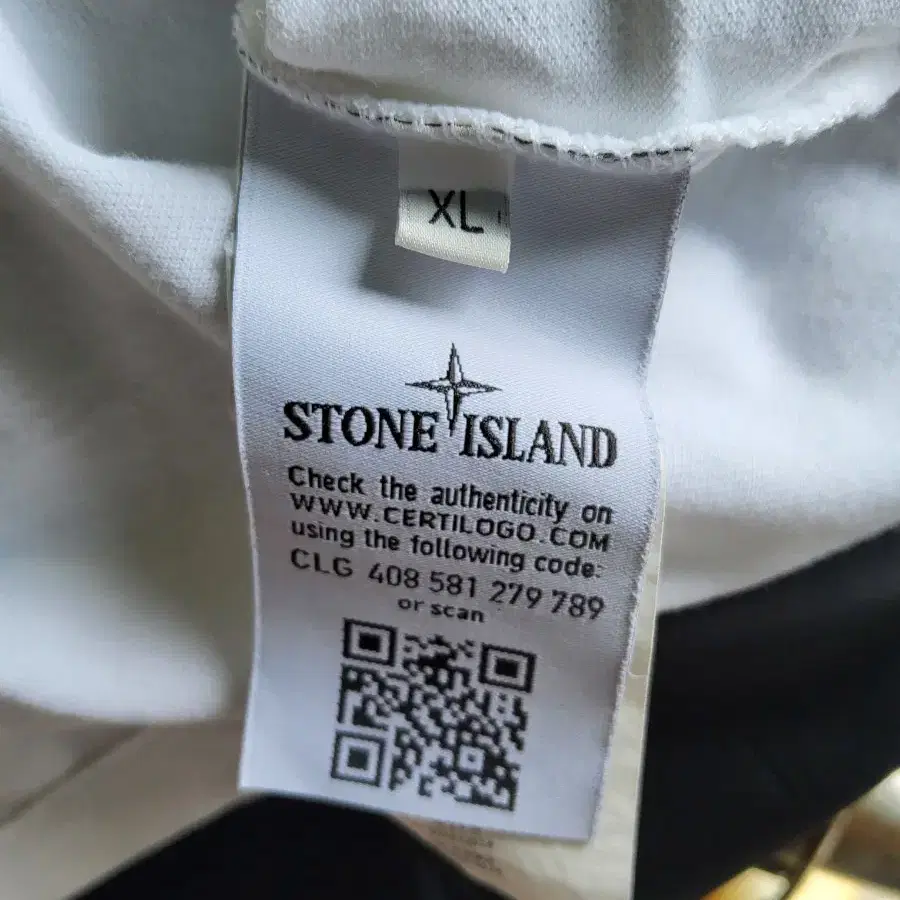 XL
STONE ISLAND
Check the authenticity on
WWW.CERTILOGO.COM
using the following code:
CLG 408 581 279 789
or scan